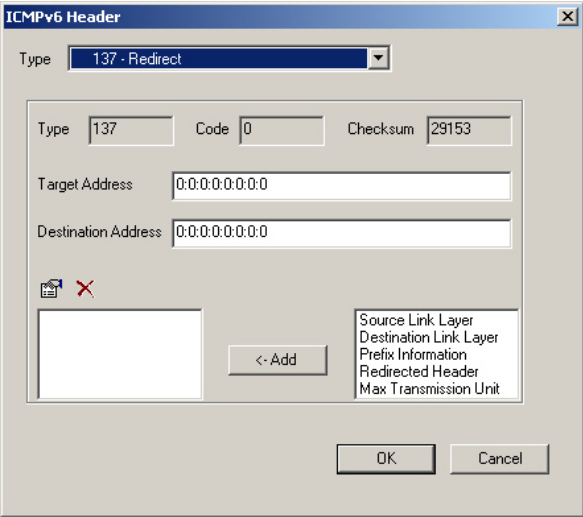 ICMPv6 Header
Type 137 - Redirect
Type 137 Code 0 Checksum 29153
Target Address 0:0:0:0:0:0:0:0
Destination Address 0:0:0:0:0:0:0:0
<- Add
Source Link Layer
Destination Link Layer
Prefix Information
Redirected Header
Max Transmission Unit
OK Cancel